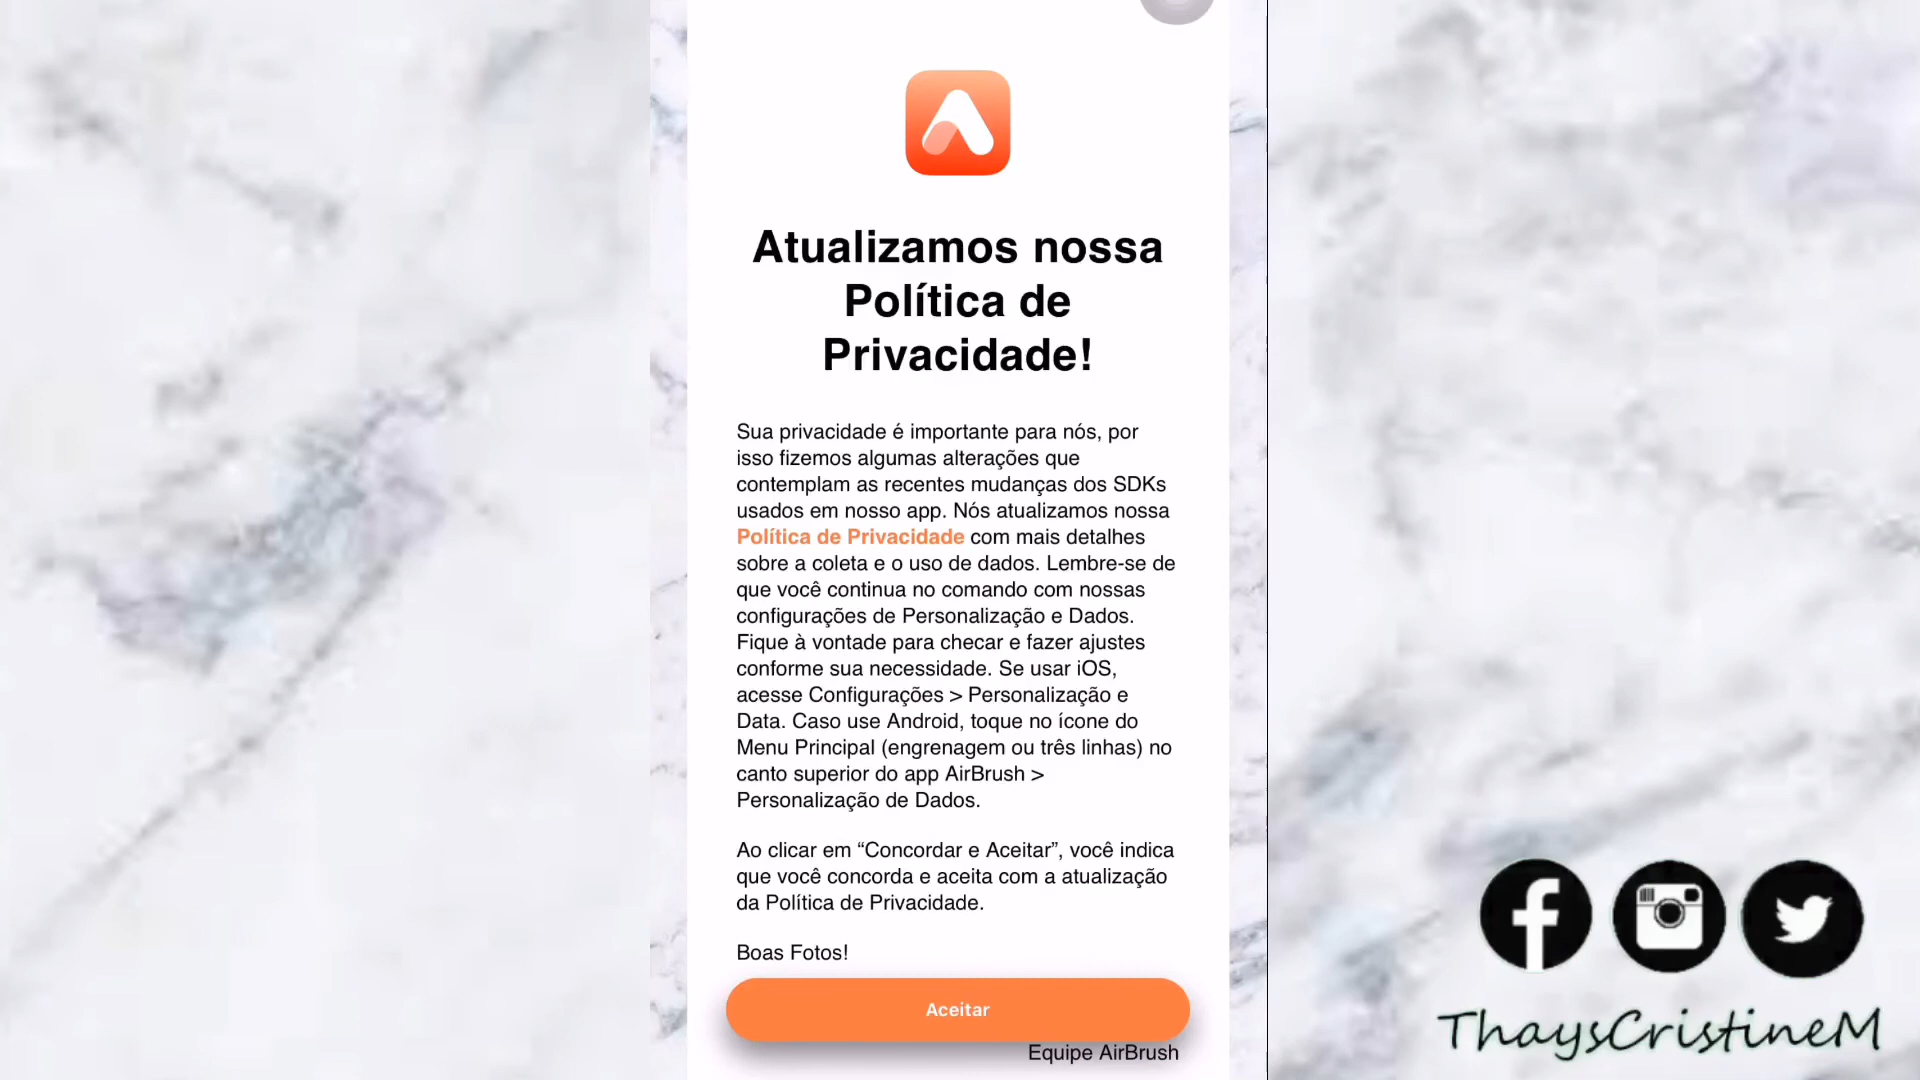 Atualizamos nossa
Política de
Privacidade!
Sua privacidade é importante para nós, por
isso fizemos algumas alterações que
contemplam as recentes mudanças dos SDKs
usados em nosso app. Nós atualizamos nossa
Política de Privacidade com mais detalhes
sobre a coleta e o uso de dados. Lembre-se de
que você continua no comando com nossas
configurações de Personalização e Dados.
Fique à vontade para checar e fazer ajustes
conforme sua necessidade. Se usar iOS,
acesse Configurações > Personalização e
Data. Caso use Android, toque no ícone do
Menu Principal (engrenagem ou três linhas) no
canto superior do app AirBrush >
Personalização de Dados.
Ao clicar em “Concordar e Aceitar”, você indica
que você concorda e aceita com a atualização
da Política de Privacidade.
Boas Fotos!
Aceitar
Equipe AirBrush
ThaysCristineM